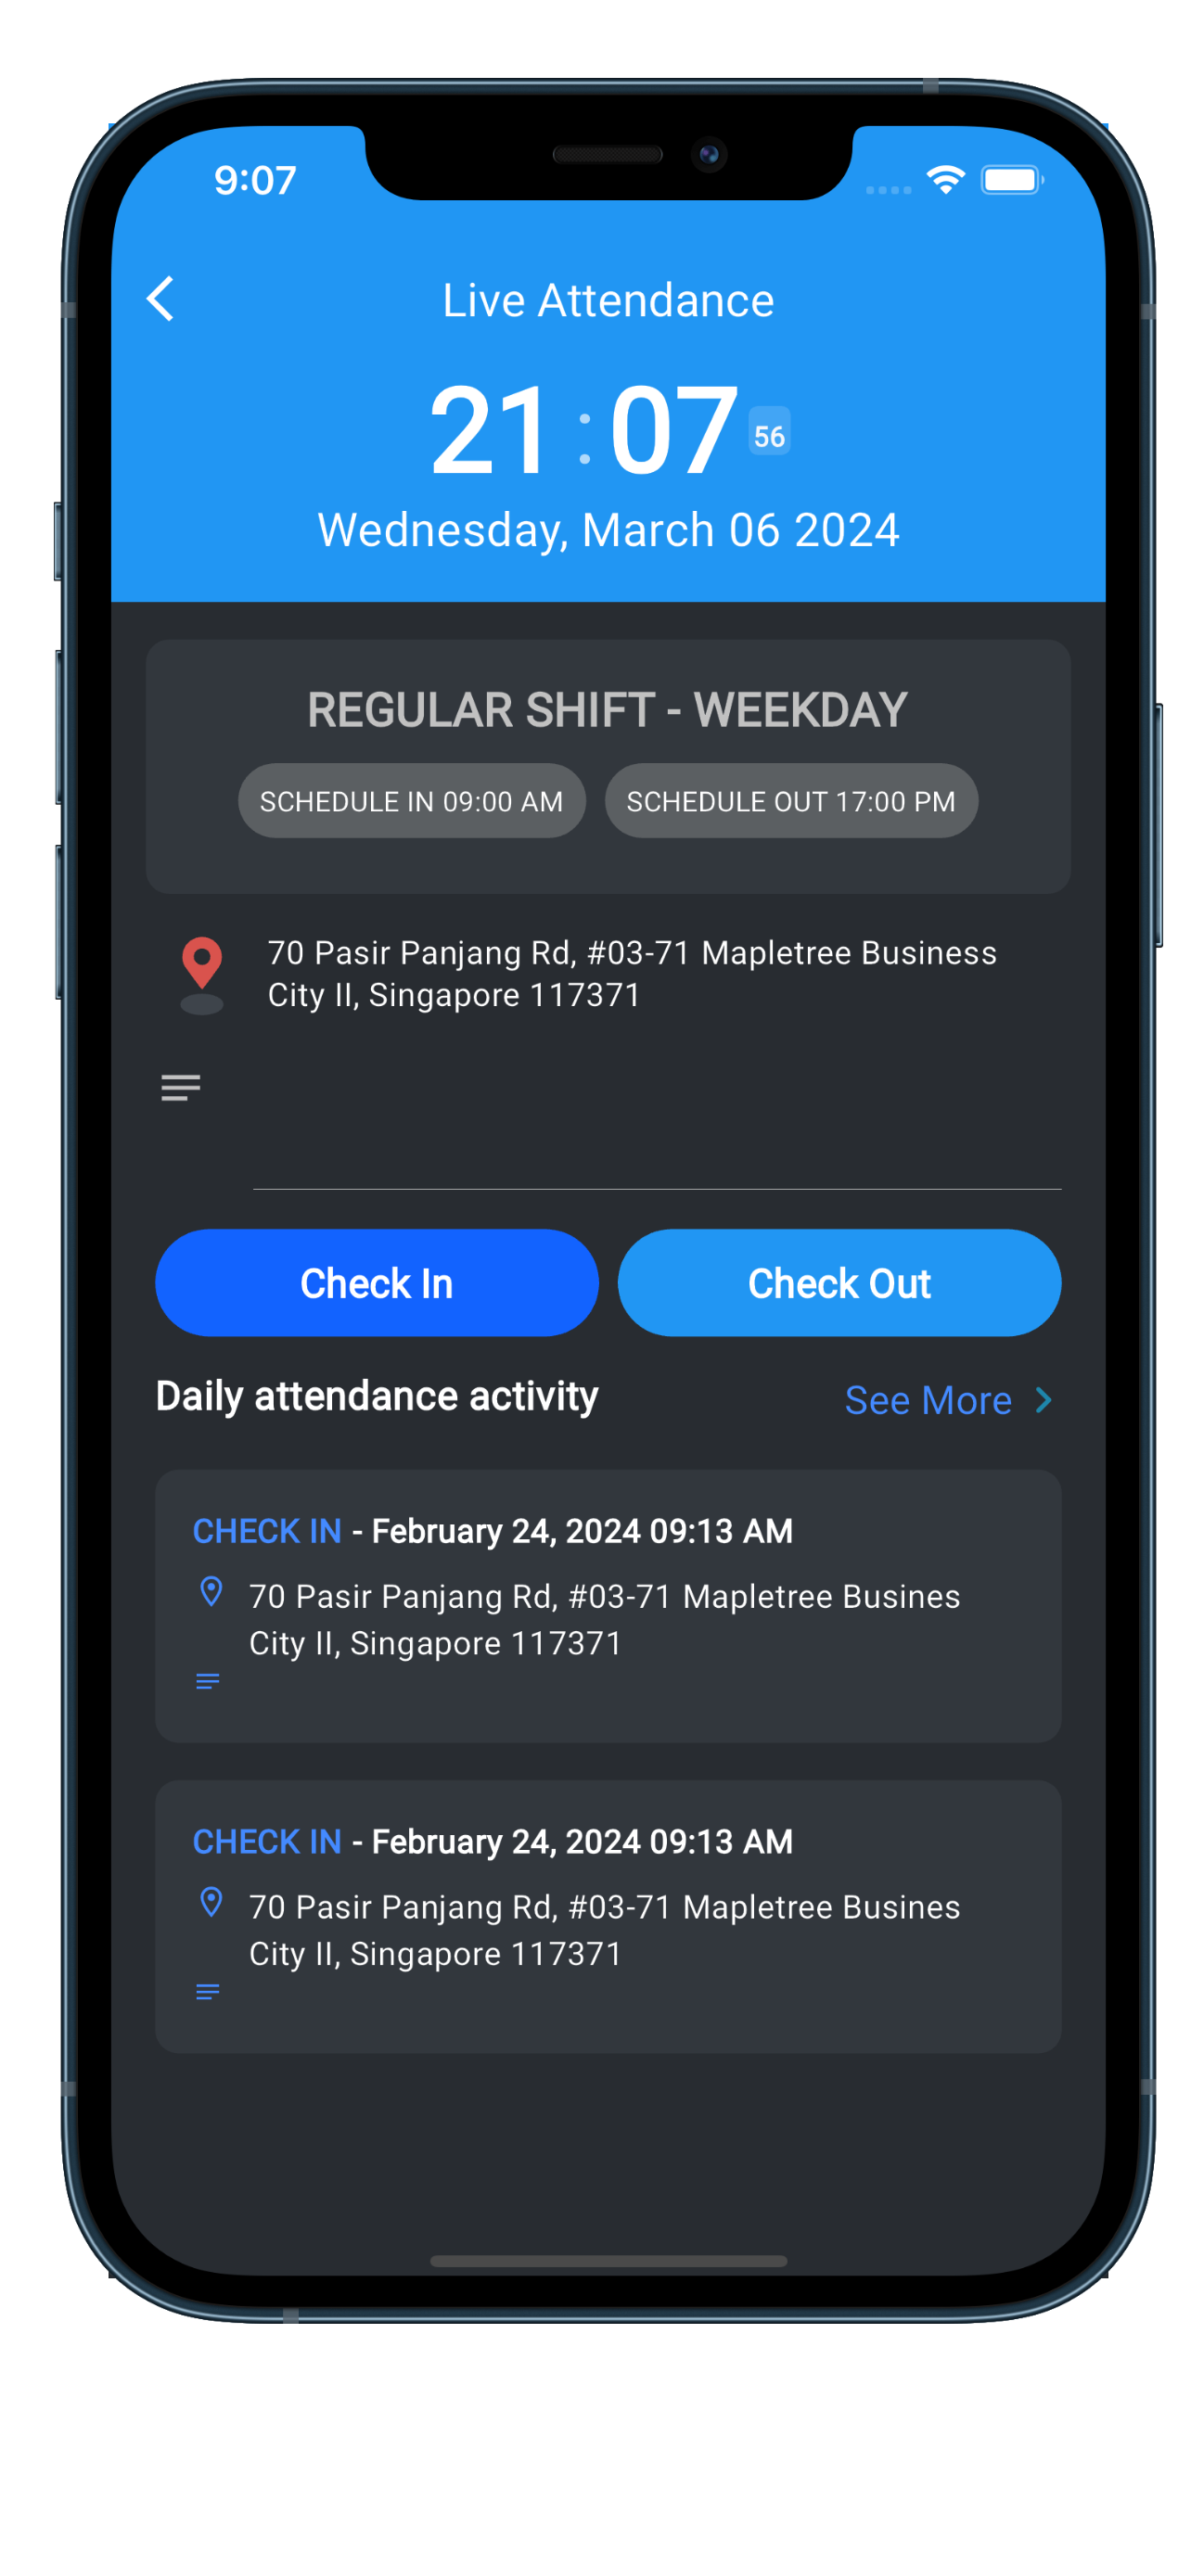 9:07
Live Attendance
21:07 56
Wednesday, March 06 2024
REGULAR SHIFT - WEEKDAY
SCHEDULE IN 09:00 AM SCHEDULE OUT 17:00 PM
70 Pasir Panjang Rd, #03-71 Mapletree Business
City II, Singapore 117371
Check In Check Out
Daily attendance activity See More
CHECK IN - February 24, 2024 09:13 AM
70 Pasir Panjang Rd, #03-71 Mapletree Busines
City II, Singapore 117371
CHECK IN - February 24, 2024 09:13 AM
70 Pasir Panjang Rd, #03-71 Mapletree Busines
City II, Singapore 117371